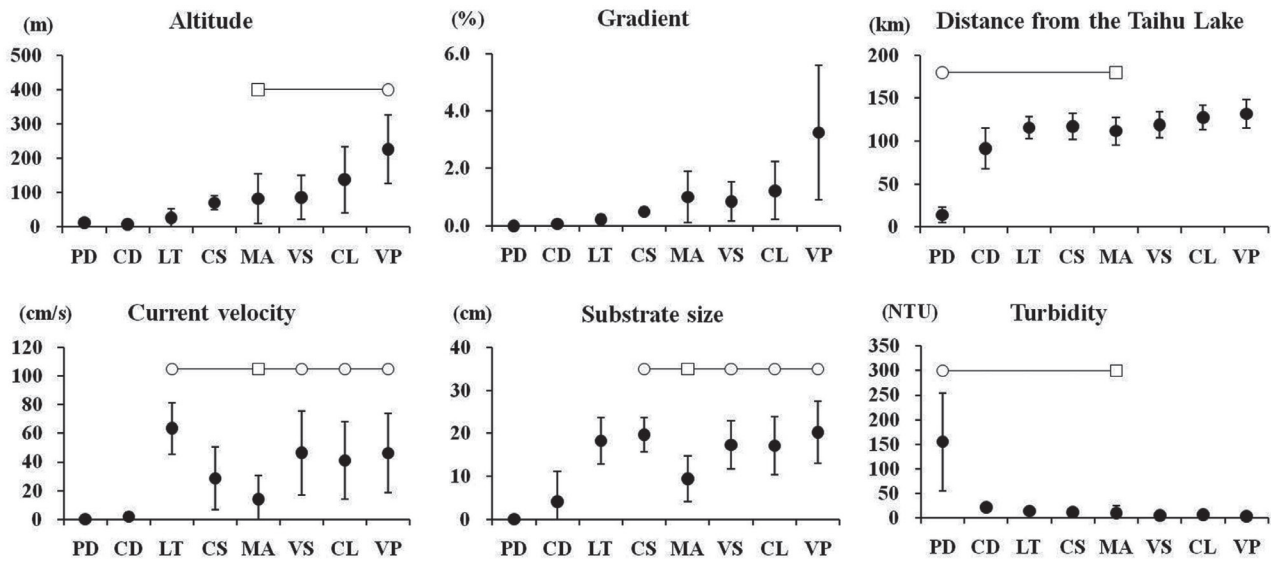 (m) Altitude
500
400
300
200
100
0
PD CD LT CS MA VS CL VP
(%) Gradient
6.0
4.0
2.0
0.0
PD CD LT CS MA VS CL VP
(km) Distance from the Taihu Lake
200
150
100
50
0
PD CD LT CS MA VS CL VP
(cm/s) Current velocity
120
100
80
60
40
20
0
PD CD LT CS MA VS CL VP
(cm) Substrate size
40
30
20
10
0
PD CD LT CS MA VS CL VP
(NTU) Turbidity
350
300
250
200
150
100
50
0
PD CD LT CS MA VS CL VP